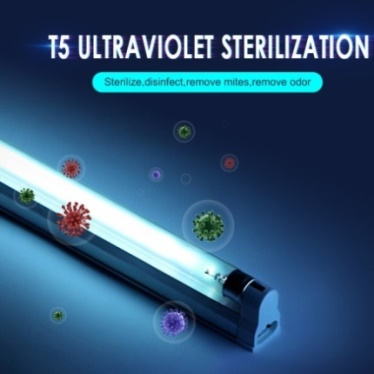 T5 ULTRAVIOLET STERILIZATION
Sterilize,disinfect,remove mites,remove odor